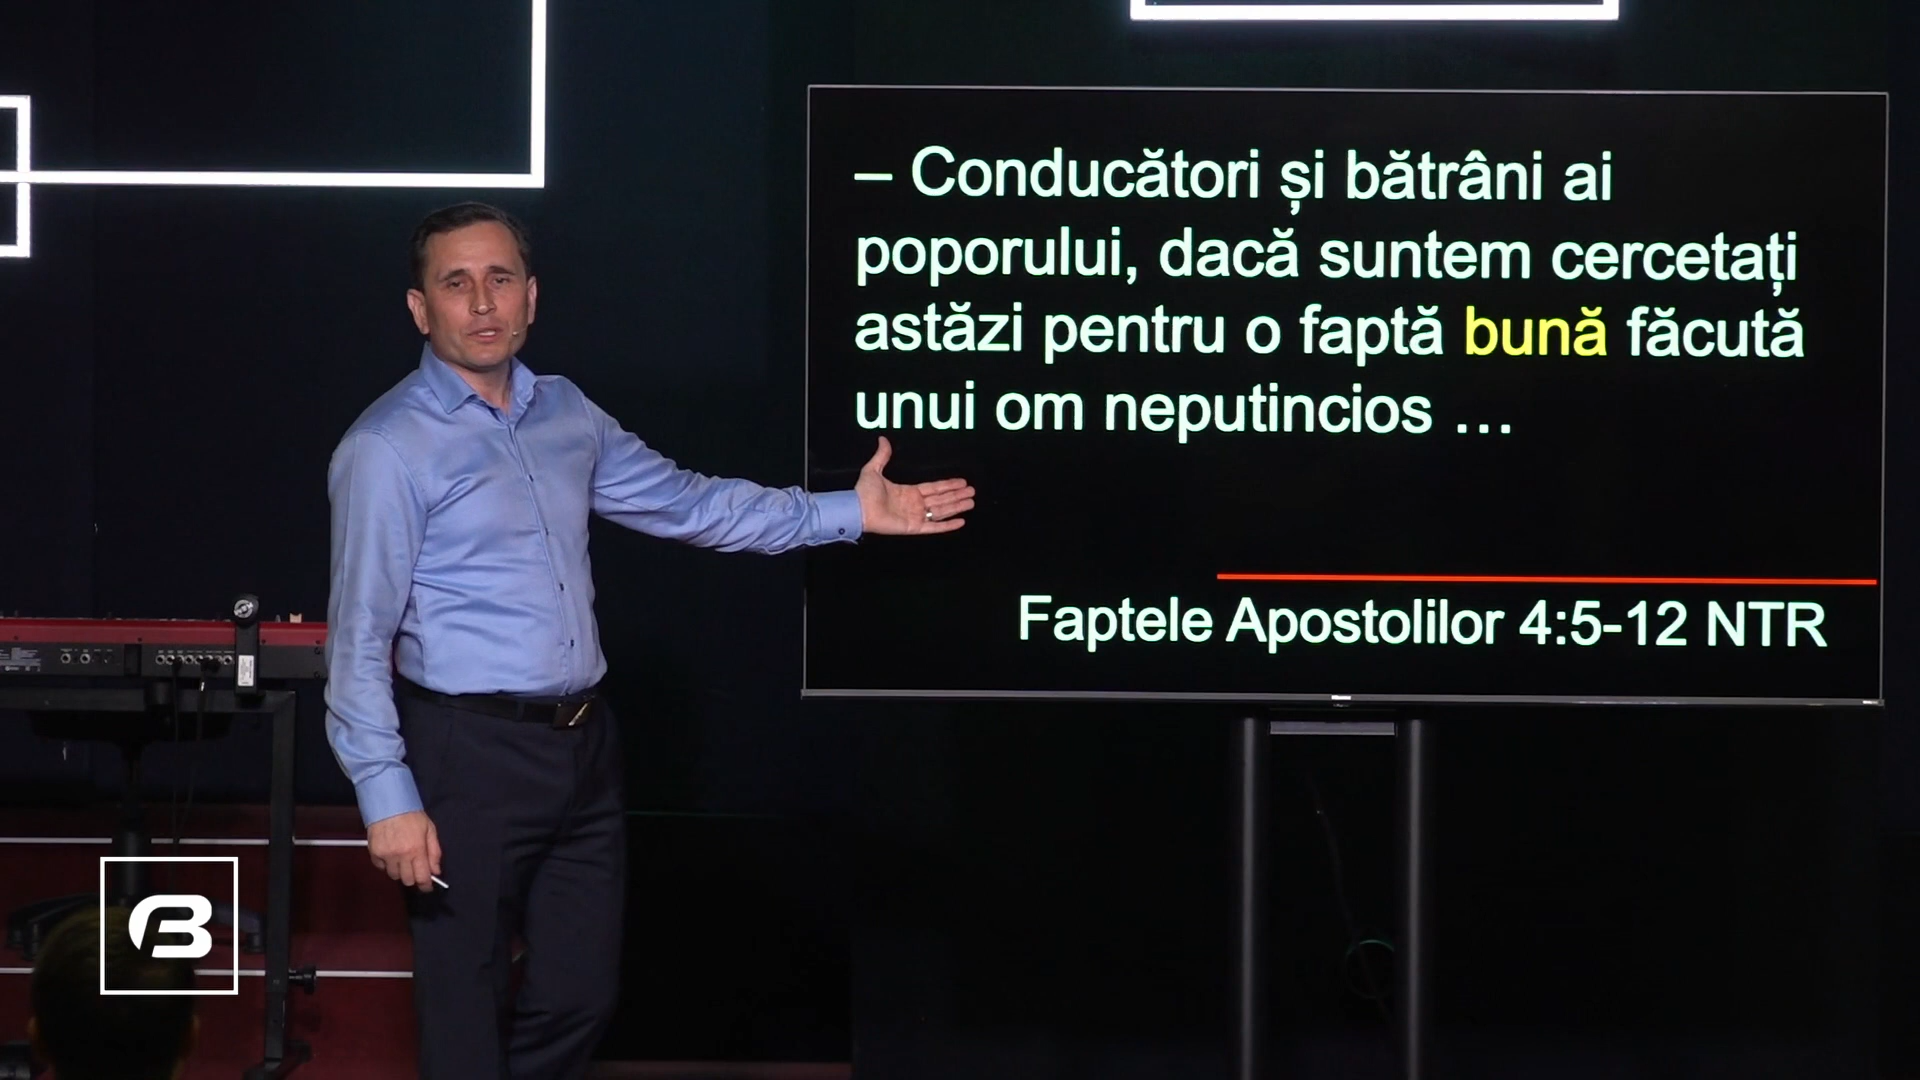 – Conducători și bătrâni ai
poporului, dacă suntem cercetați
astăzi pentru o faptă bună făcută
unui om neputincios …
Faptele Apostolilor 4:5-12 NTR
B